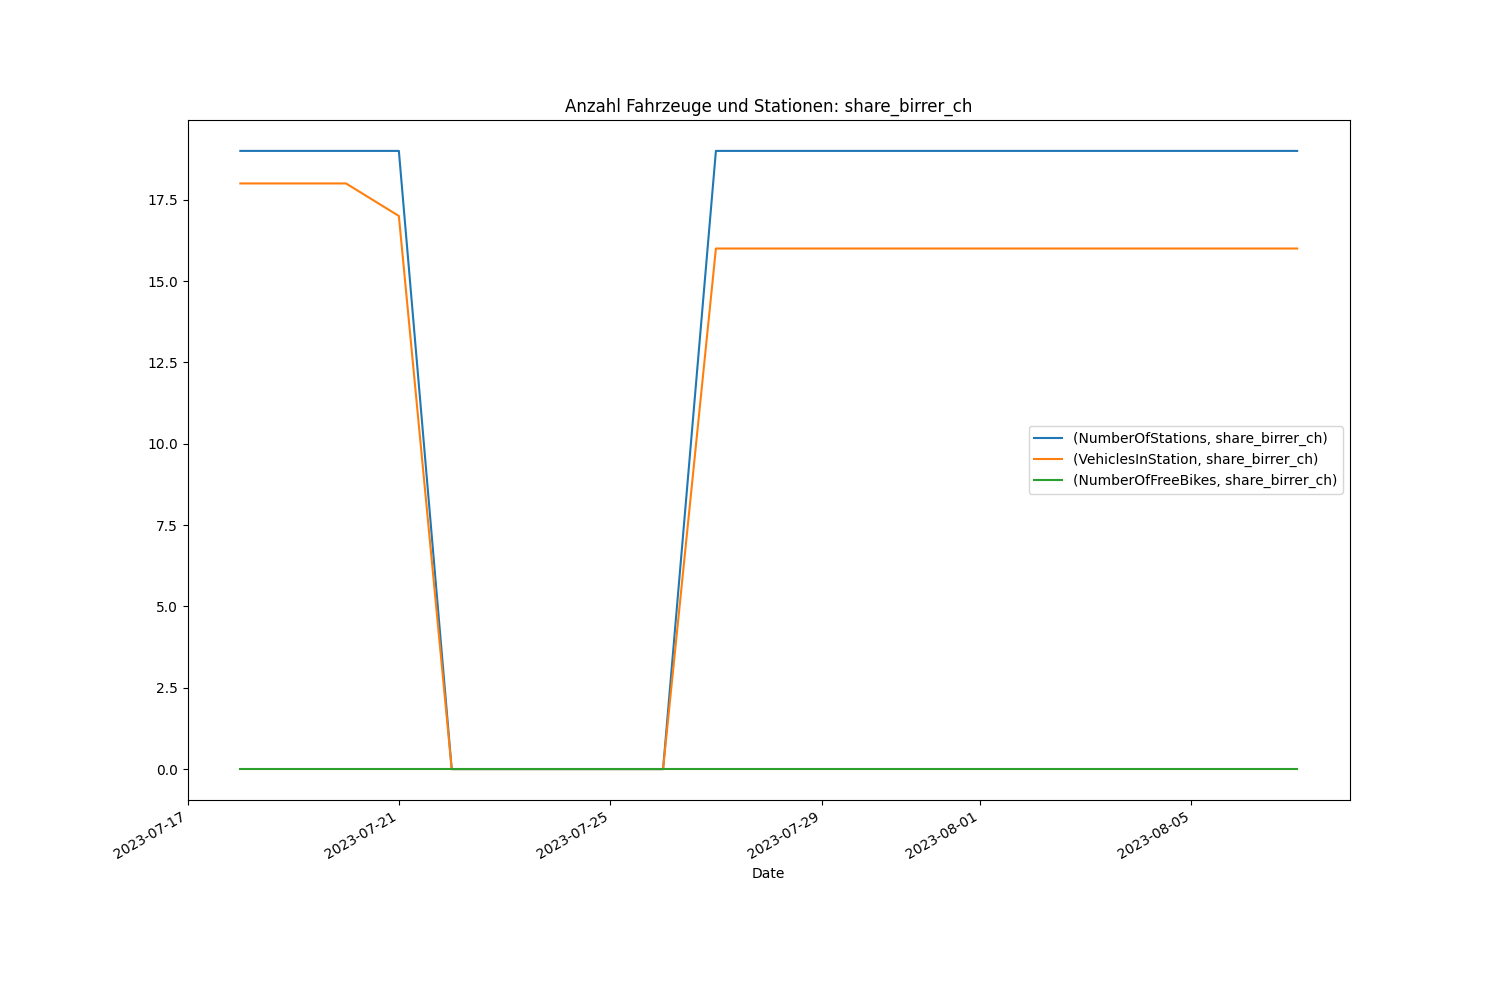 Anzahl Fahrzeuge und Stationen: share_birrer_ch
17.5
15.0
12.5
10.0
7.5
5.0
2.5
0.0
(NumberOfStations, share_birrer_ch)
(VehiclesInStation, share_birrer_ch)
(NumberOfFreeBikes, share_birrer_ch)
2023-07-17
2023-07-21
2023-07-25
2023-07-29
2023-08-01
2023-08-05
Date